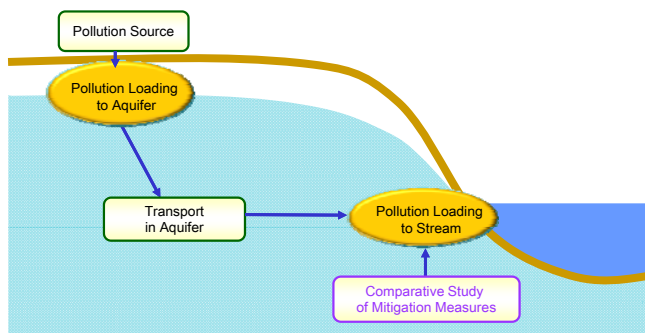 Pollution Source
Pollution Loading
to Aquifer
Transport
in Aquifer
Pollution Loading
to Stream
Comparative Study
of Mitigation Measures